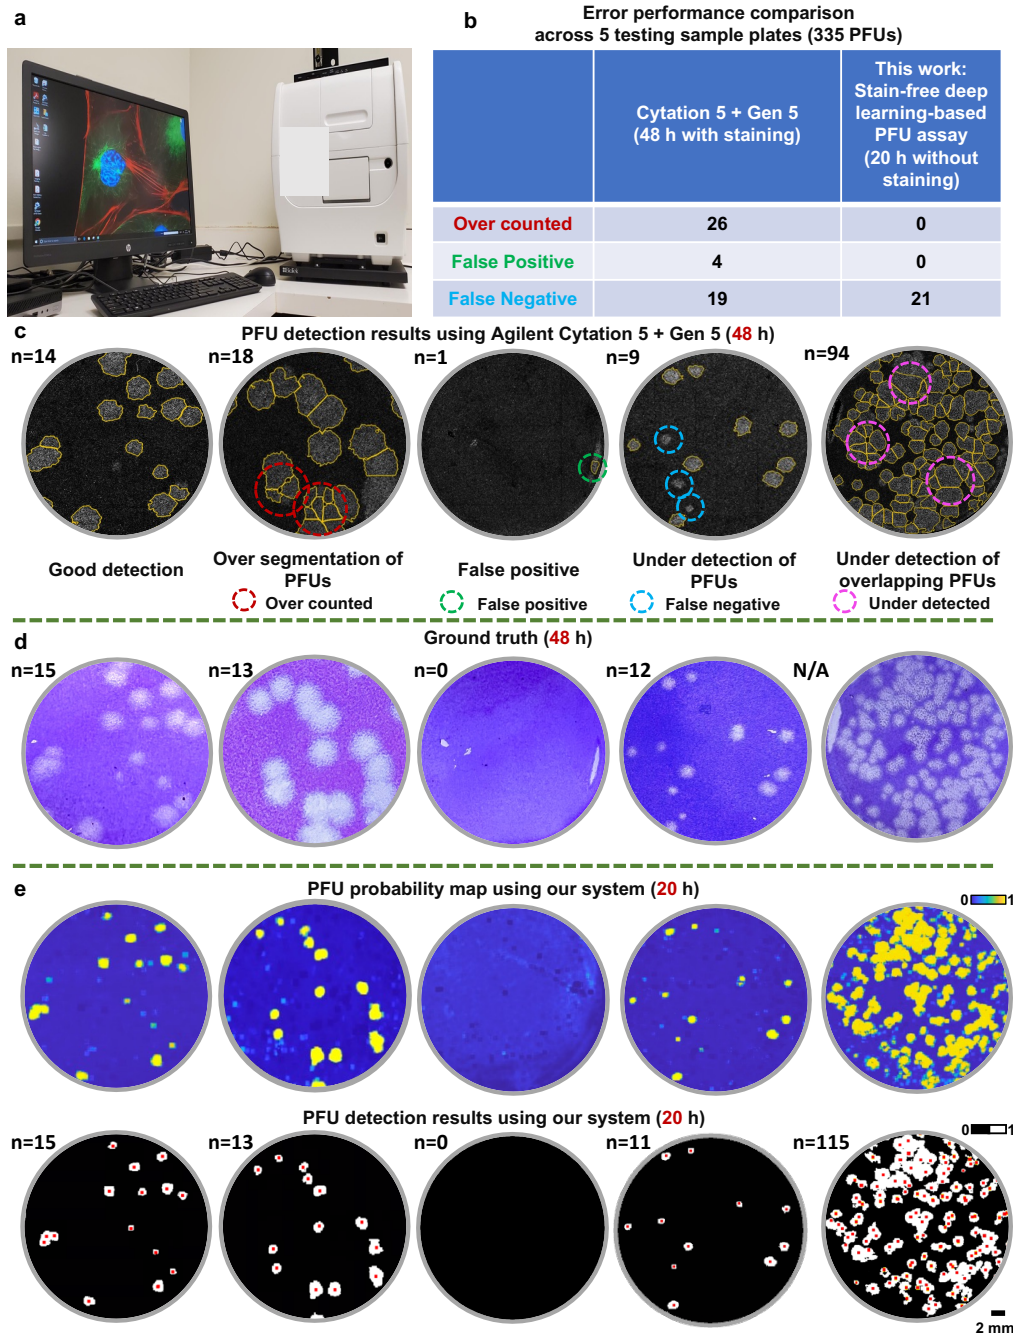 a
b
Error performance comparison
across 5 testing sample plates (335 PFUs)
Cytation 5 + Gen 5
(48 h with staining)
This work:
Stain-free deep
learning-based
PFU assay
(20 h without
staining)
Over counted
26
0
False Positive
4
0
False Negative
19
21
c
PFU detection results using Agilent Cytation 5 + Gen 5 (48 h)
n=14
n=18
n=1
n=9
n=94
Good detection
Over segmentation of
PFUs
Over counted
False positive
False positive
Under detection of
PFUs
False negative
Under detection of
overlapping PFUs
Under detected
d
Ground truth (48 h)
n=15
n=13
n=0
n=12
N/A
e
PFU probability map using our system (20 h)
0
1
PFU detection results using our system (20 h)
0
1
n=15
n=13
n=0
n=11
n=115
2 mm